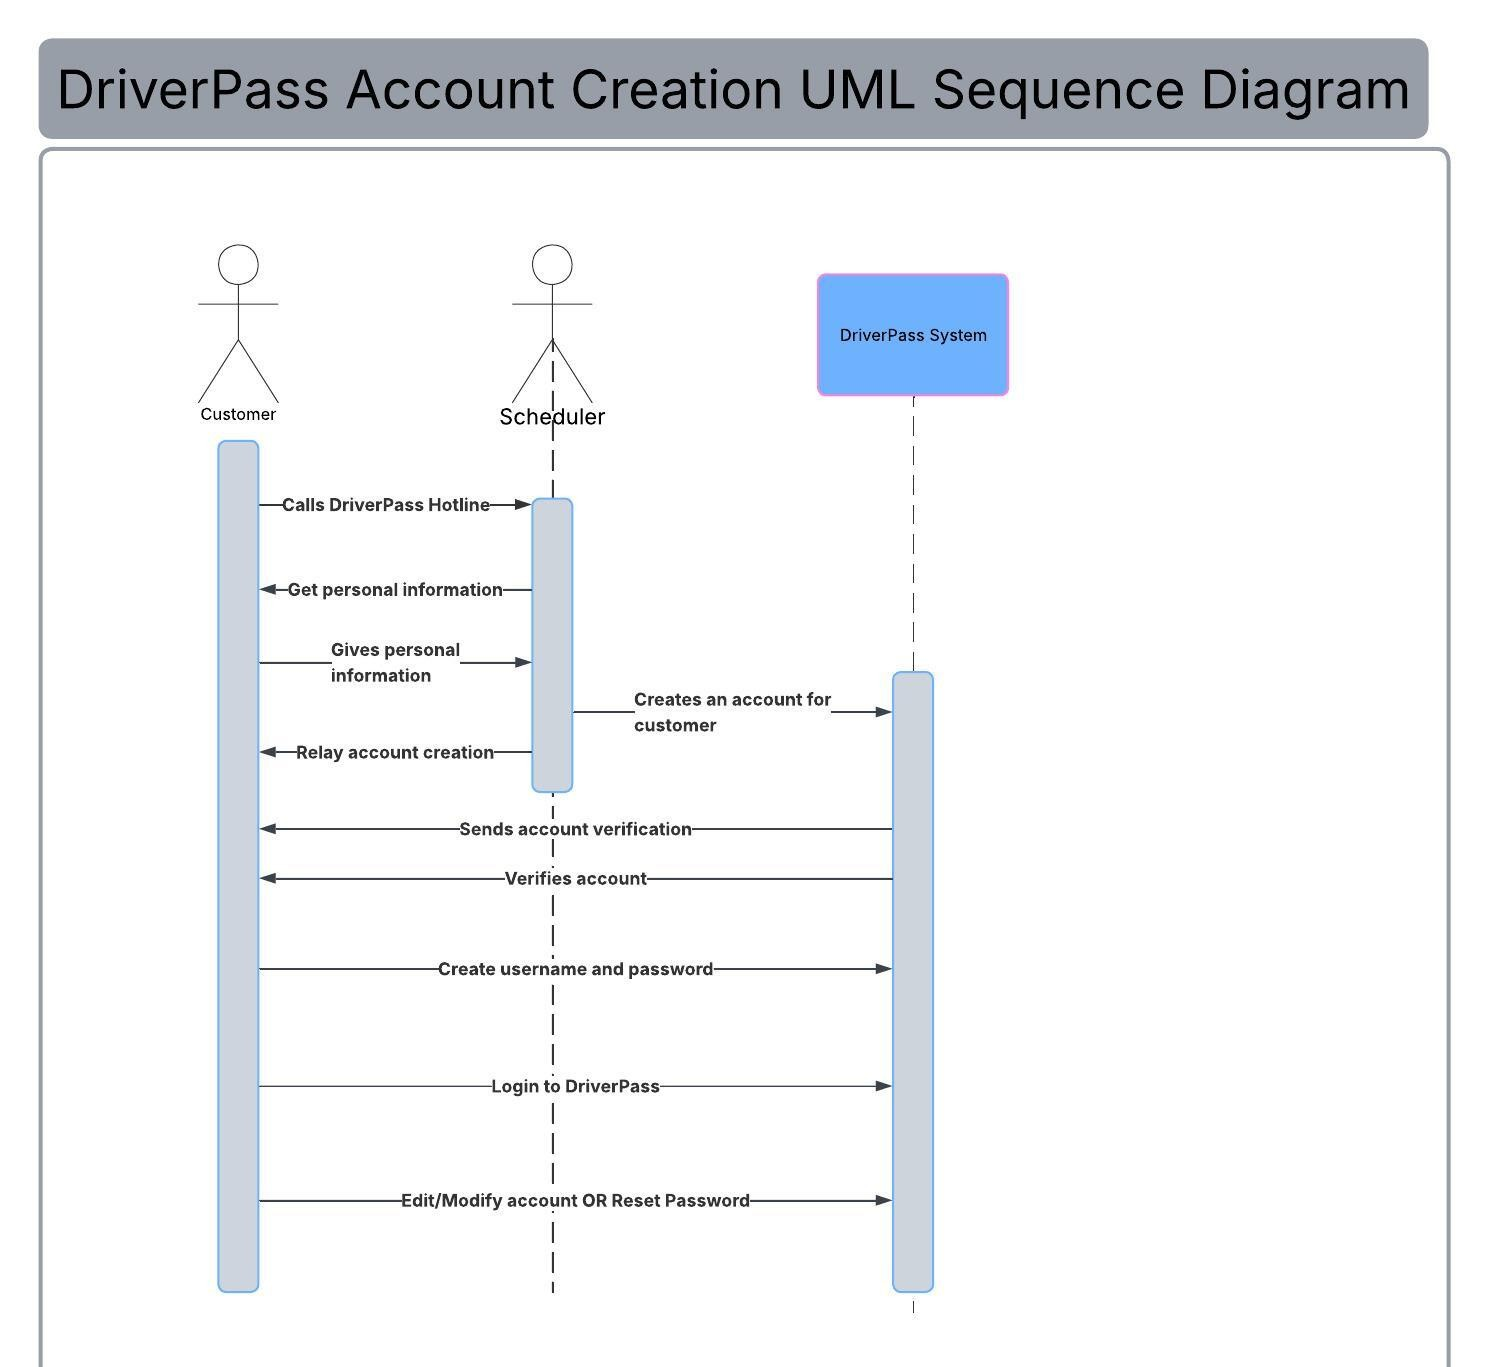 DriverPass Account Creation UML Sequence Diagram
Customer
Scheduler
DriverPass System
Calls DriverPass Hotline
Get personal information
Gives personal
information
Creates an account for
customer
Relay account creation
Sends account verification
Verifies account
Create username and password
Login to DriverPass
Edit/Modify account OR Reset Password